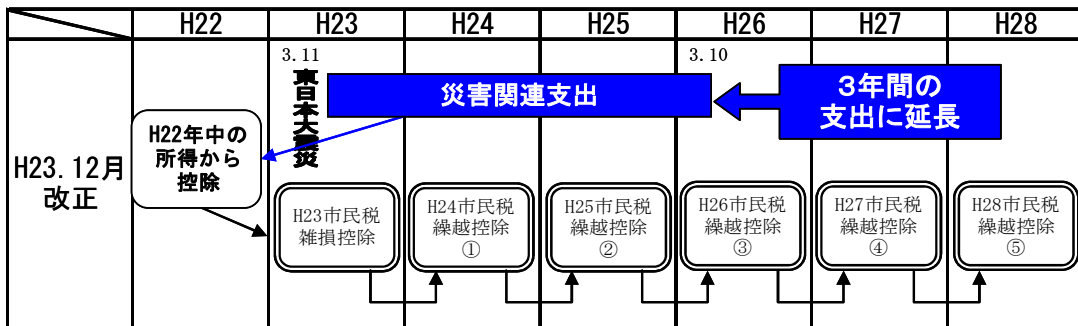 H22 H23 H24 H25 H26 H27 H28
3.11
3.10
東日本大震災
災害関連支出
3年間の
支出に延長
H23.12月
改正
H22年中の
所得から
控除
H23市民税
雑損控除
H24市民税
繰越控除
①
H25市民税
繰越控除
②
H26市民税
繰越控除
③
H27市民税
繰越控除
④
H28市民税
繰越控除
⑤